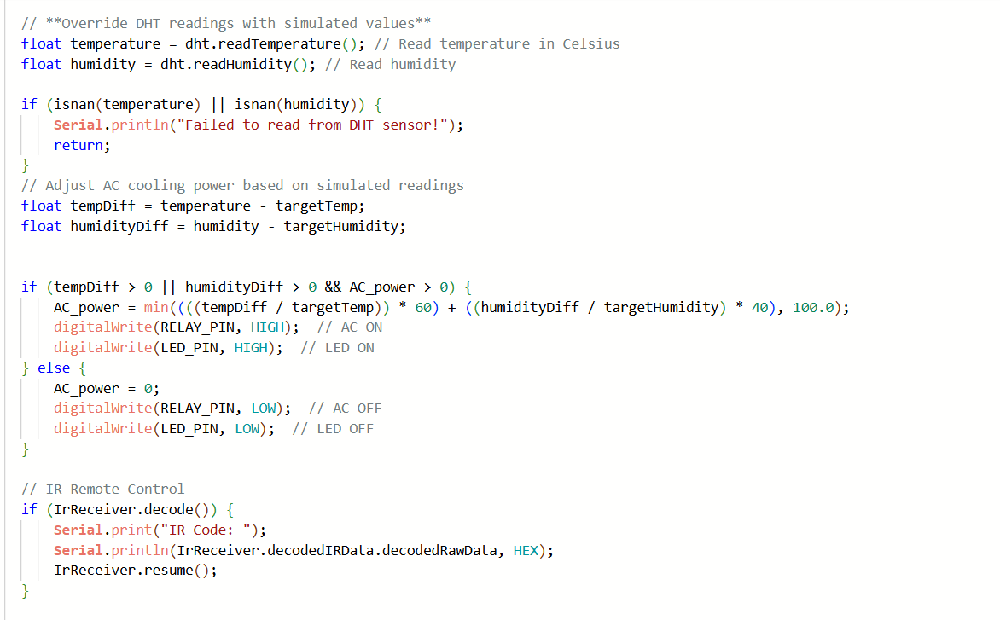 // **Override DHT readings with simulated values**
float temperature = dht.readTemperature(); // Read temperature in Celsius
float humidity = dht.readHumidity(); // Read humidity
if (isnan(temperature) || isnan(humidity)) {
Serial.println("Failed to read from DHT sensor!");
return;
}
// Adjust AC cooling power based on simulated readings
float tempDiff = temperature - targetTemp;
float humidityDiff = humidity - targetHumidity;
if (tempDiff > 0 || humidityDiff > 0 && AC_power > 0) {
AC_power = min((((tempDiff / targetTemp)) * 60) + ((humidityDiff / targetHumidity) * 40), 100.0);
digitalWrite(RELAY_PIN, HIGH);  // AC ON
digitalWrite(LED_PIN, HIGH);  // LED ON
} else {
AC_power = 0;
digitalWrite(RELAY_PIN, LOW);  // AC OFF
digitalWrite(LED_PIN, LOW);  // LED OFF
}
// IR Remote Control
if (IrReceiver.decode()) {
Serial.print("IR Code: ");
Serial.println(IrReceiver.decodedIRData.decodedRawData, HEX);
IrReceiver.resume();
}